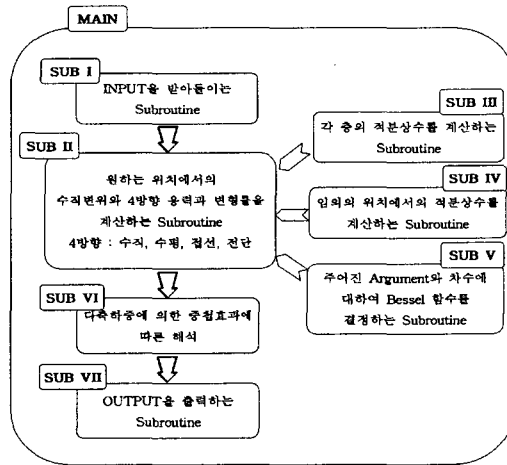 MAIN
SUB I
INPUT을 받아들이는
Subroutine
SUB II
원하는 위치에서의
수직변위와 4방향 응력과 변형률을
계산하는 Subroutine
4방향 : 수직, 수평, 접선, 전단
SUB III
각 층의 적분상수를 계산하는
Subroutine
SUB IV
임의의 위치에서의 적분상수를
계산하는 Subroutine
SUB V
주어진 Argument와 차수에
대하여 Bessel 함수를
결정하는 Subroutine
SUB VI
다축하중에 의한 중첩효과에
따른 해석
SUB VII
OUTPUT을 출력하는
Subroutine